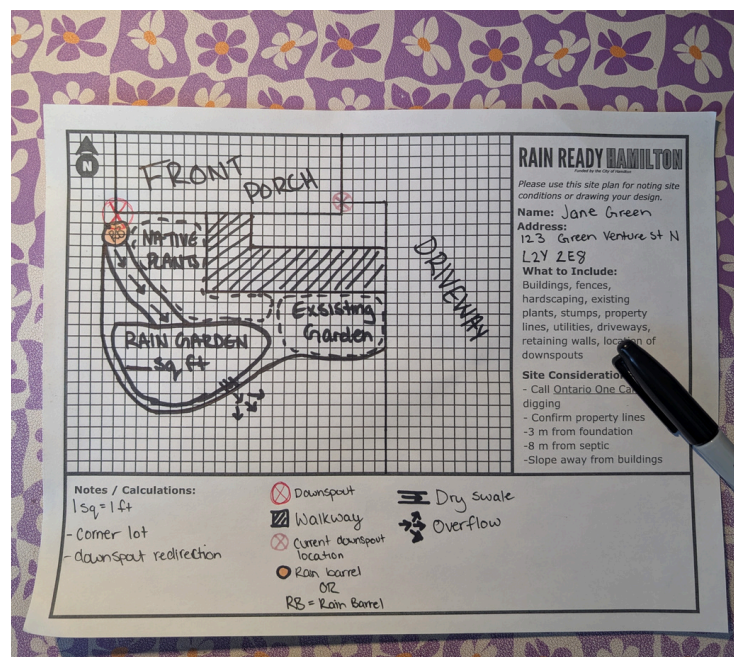 N
FRONT
PORCH
RB
NATIVE
PLANTS
Exsisting
Garden
DRIVEWAY
RAIN GARDEN
sq ft
RAIN READY HAMILTON
Funded by the City of Hamilton
Please use this site plan for noting site
conditions or drawing your design.
Name: Jane Green
Address:
123 Green Venture St N
L2Y 2E8
What to Include:
Buildings, fences,
hardscaping, existing
plants, stumps, property
lines, utilities, driveways,
retaining walls, location of
downspouts
Site Consideration
- Call Ontario One Ca
digging
- Confirm property lines
-3 m from foundation
-8 m from septic
-Slope away from buildings
Notes / Calculations:
1 sq = 1 ft
- Corner lot
- downspout redirection
Downspout
Walkway
Current downspout
location
Rain barrel
OR
RB = Rain Barrel
Dry swale
Overflow